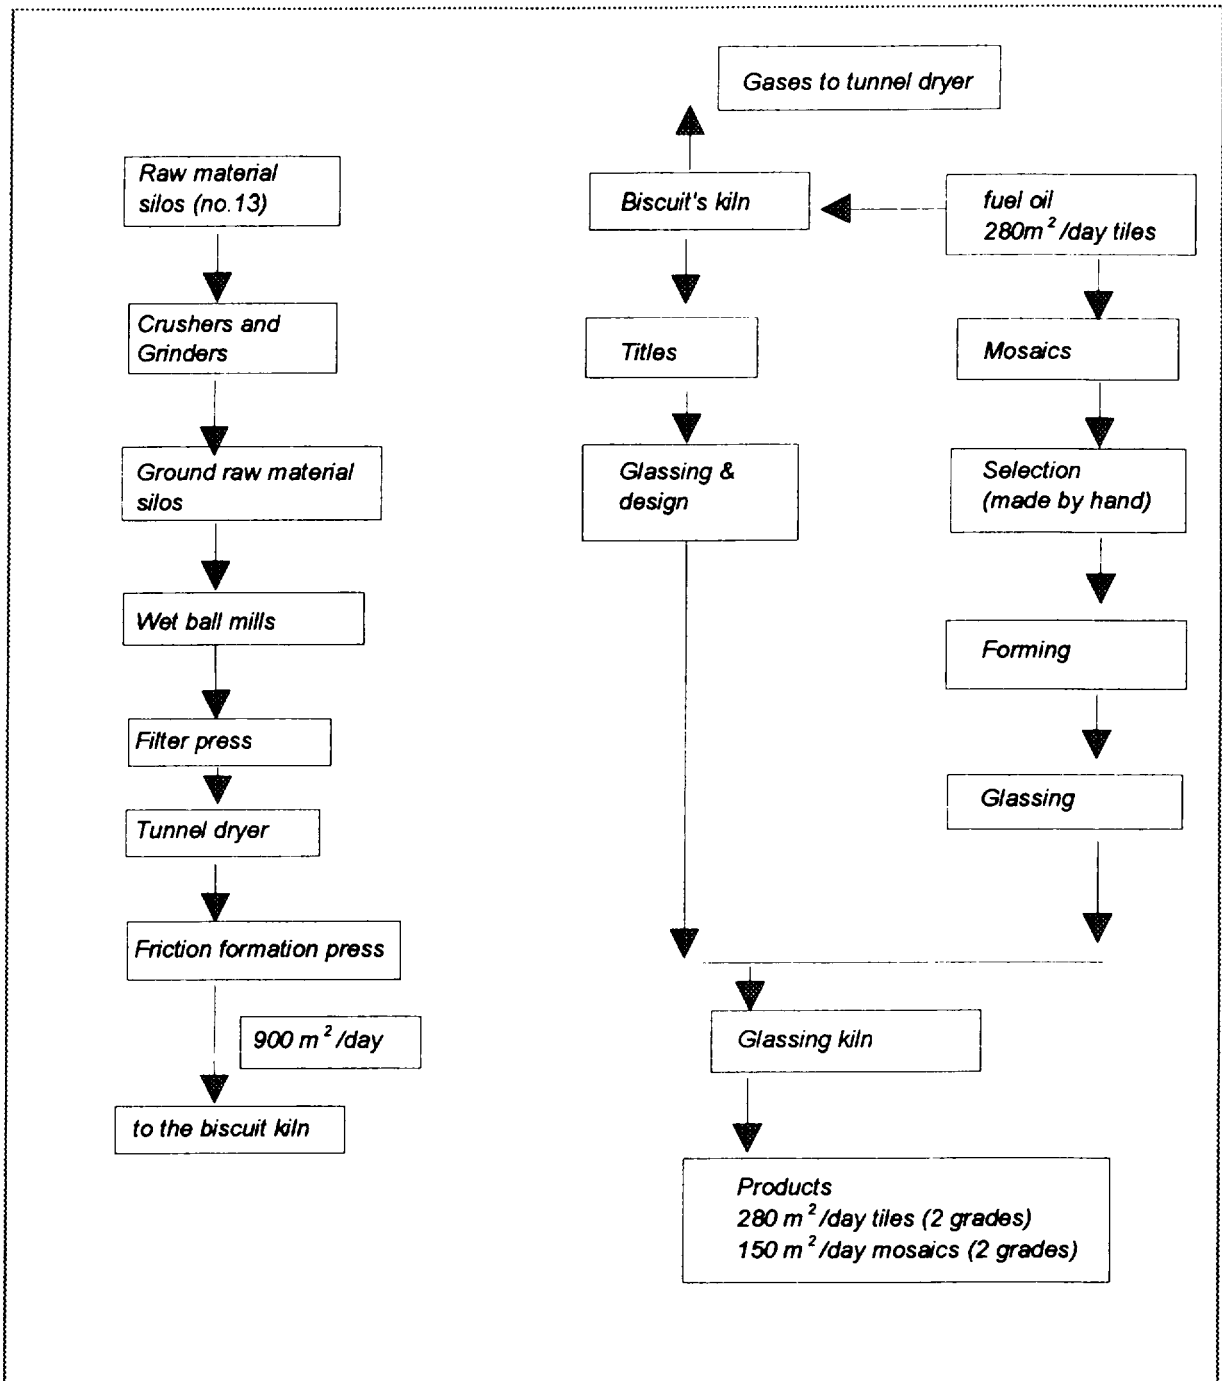 Raw material
silos (no.13)
Crushers and
Grinders
Ground raw material
silos
Wet ball mills
Filter press
Tunnel dryer
Friction formation press
900 m²/day
to the biscuit kiln
Gases to tunnel dryer
Biscuit's kiln
Titles
Glassing &
design
fuel oil
280m²/day tiles
Mosaics
Selection
(made by hand)
Forming
Glassing
Glassing kiln
Products
280 m²/day tiles (2 grades)
150 m²/day mosaics (2 grades)